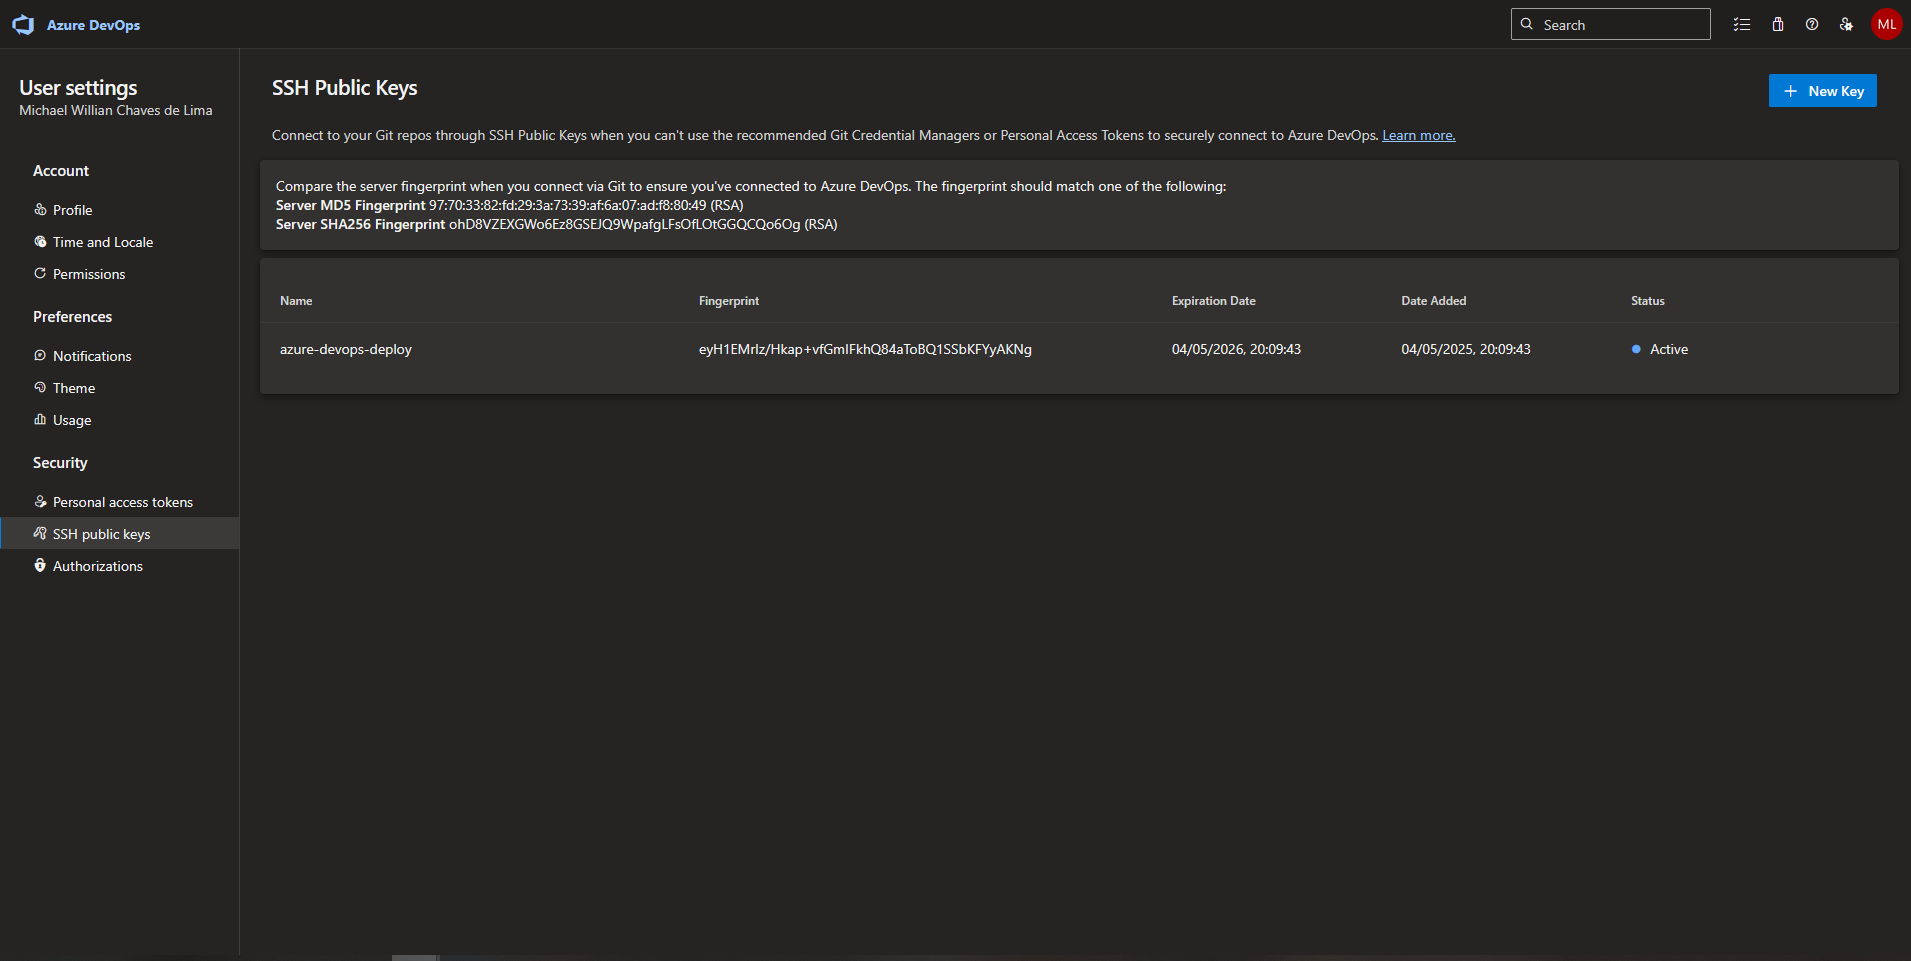 Azure DevOps
Search
ML
User settings
Michael Willian Chaves de Lima
Account
Profile
Time and Locale
Permissions
Preferences
Notifications
Theme
Usage
Security
Personal access tokens
SSH public keys
Authorizations
SSH Public Keys
New Key
Connect to your Git repos through SSH Public Keys when you can't use the recommended Git Credential Managers or Personal Access Tokens to securely connect to Azure DevOps. Learn more.
Compare the server fingerprint when you connect via Git to ensure you've connected to Azure DevOps. The fingerprint should match one of the following:
Server MD5 Fingerprint 97:70:33:82:fd:29:3a:73:39:af:6a:07:ad:f8:80:49 (RSA)
Server SHA256 Fingerprint ohD8VZEXGWo6Ez8GSEJQ9WpafgLFsOfLOtGGQCQo6Og (RSA)
Name Fingerprint Expiration Date Date Added Status
azure-devops-deploy eyH1EMrIz/Hkap+vfGmIFkhQ84aToBQ1SSbKFYyAKNg 04/05/2026, 20:09:43 04/05/2025, 20:09:43 Active